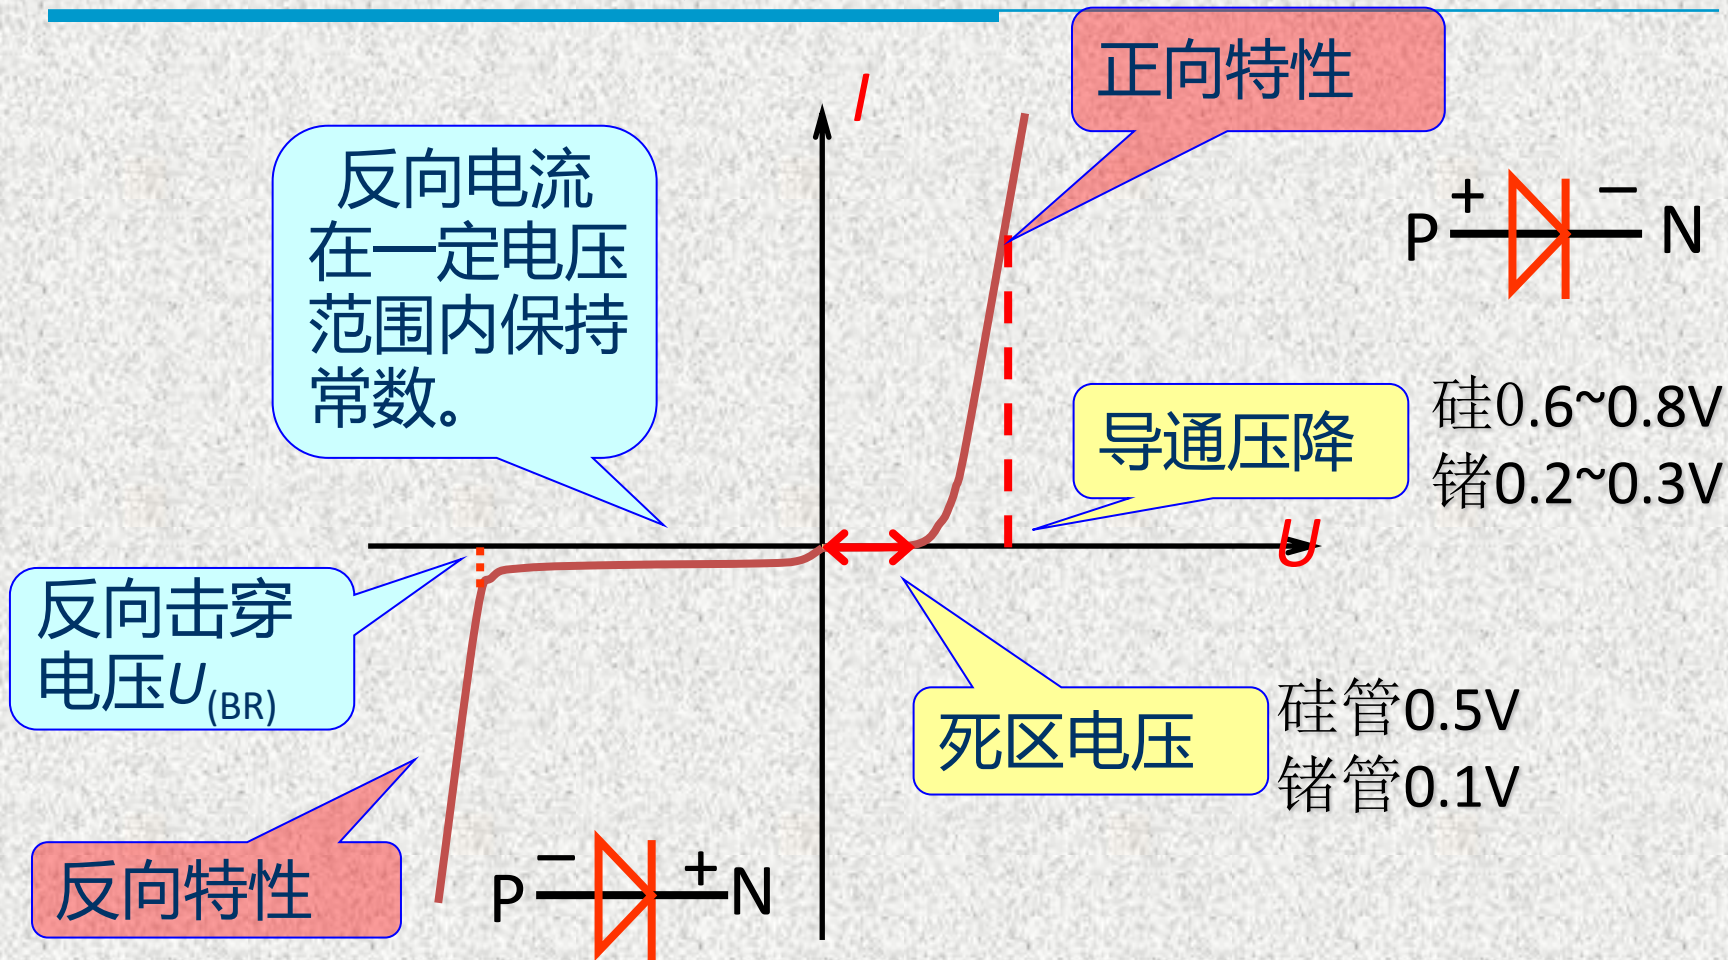 正向特性
I
反向电流
在一定电压
范围内保持
常数。
+ −
P N
导通压降
硅0.6~0.8V
锗0.2~0.3V
U
反向击穿
电压U(BR)
死区电压
硅管0.5V
锗管0.1V
反向特性
− +
P N